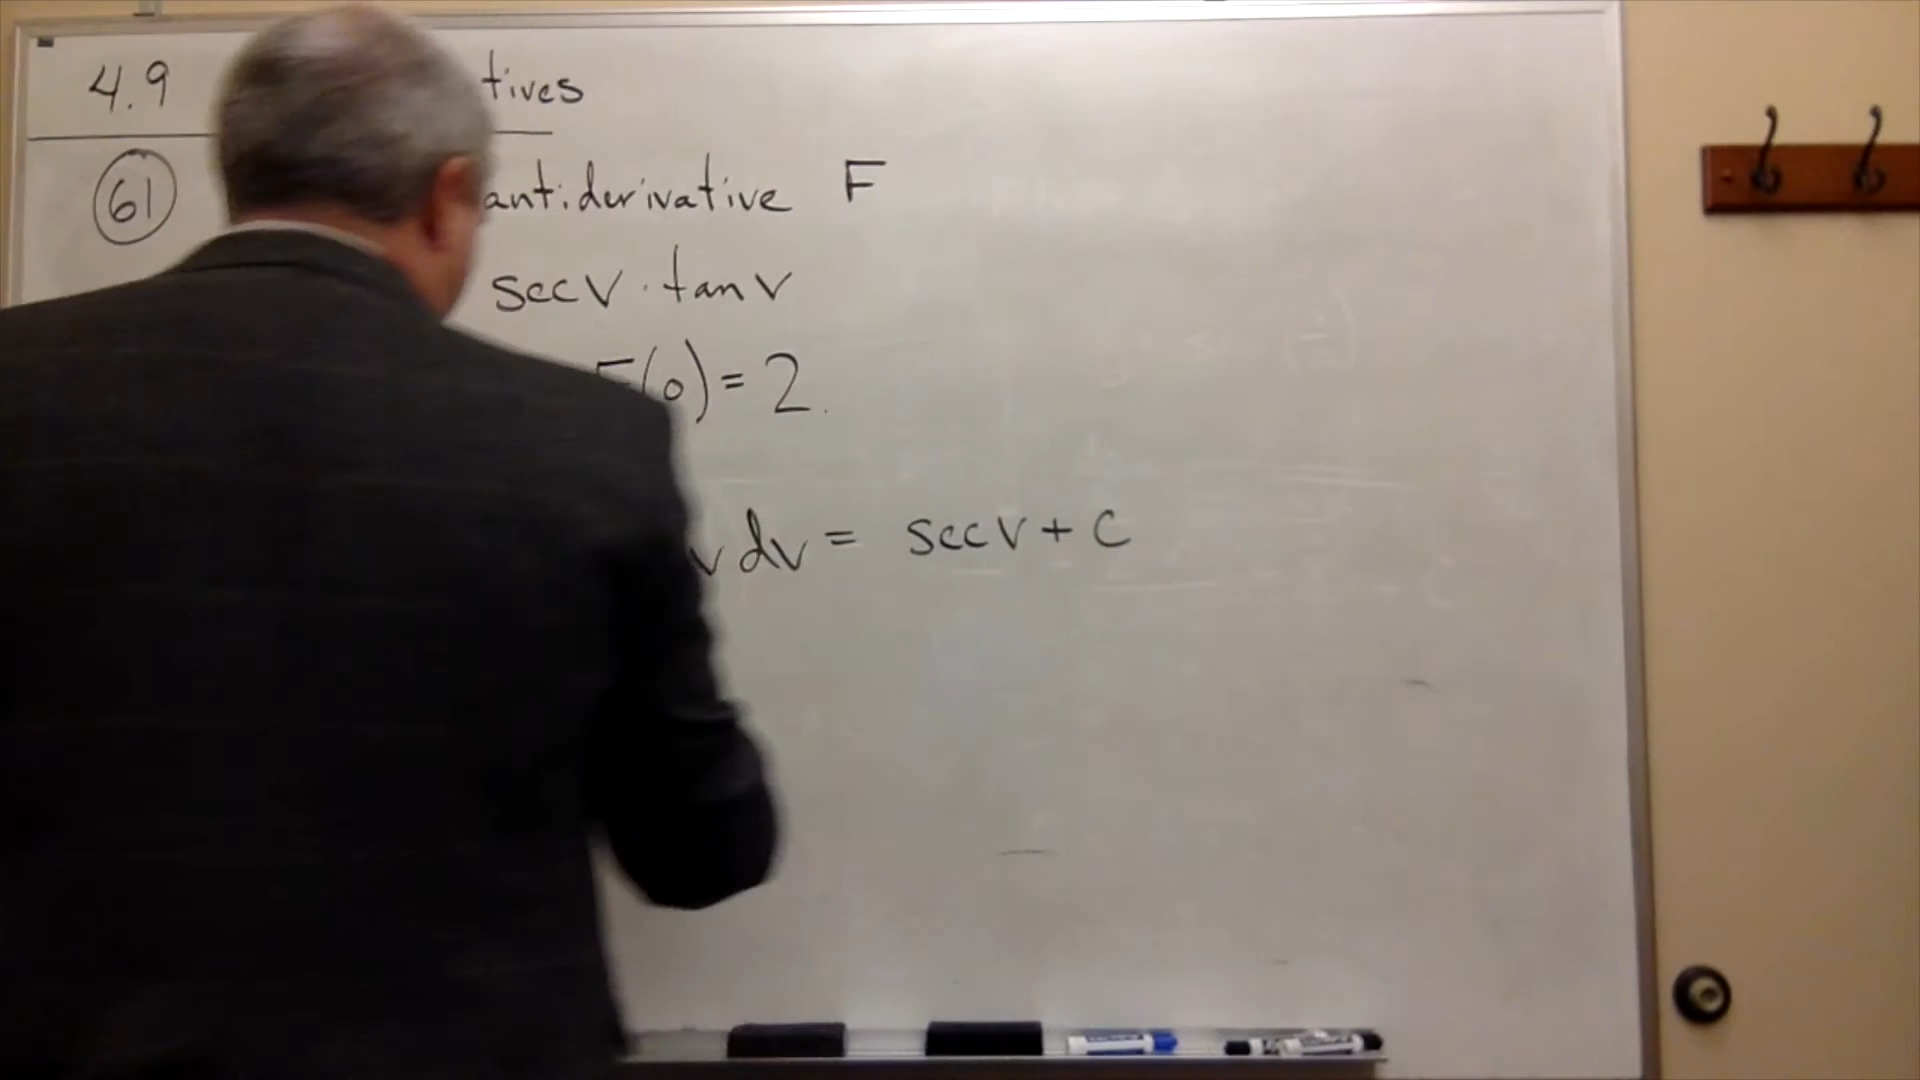 4.9 tives
61 antiderivative F
sec v · tan v
F(0) = 2.
v dv = sec v + C